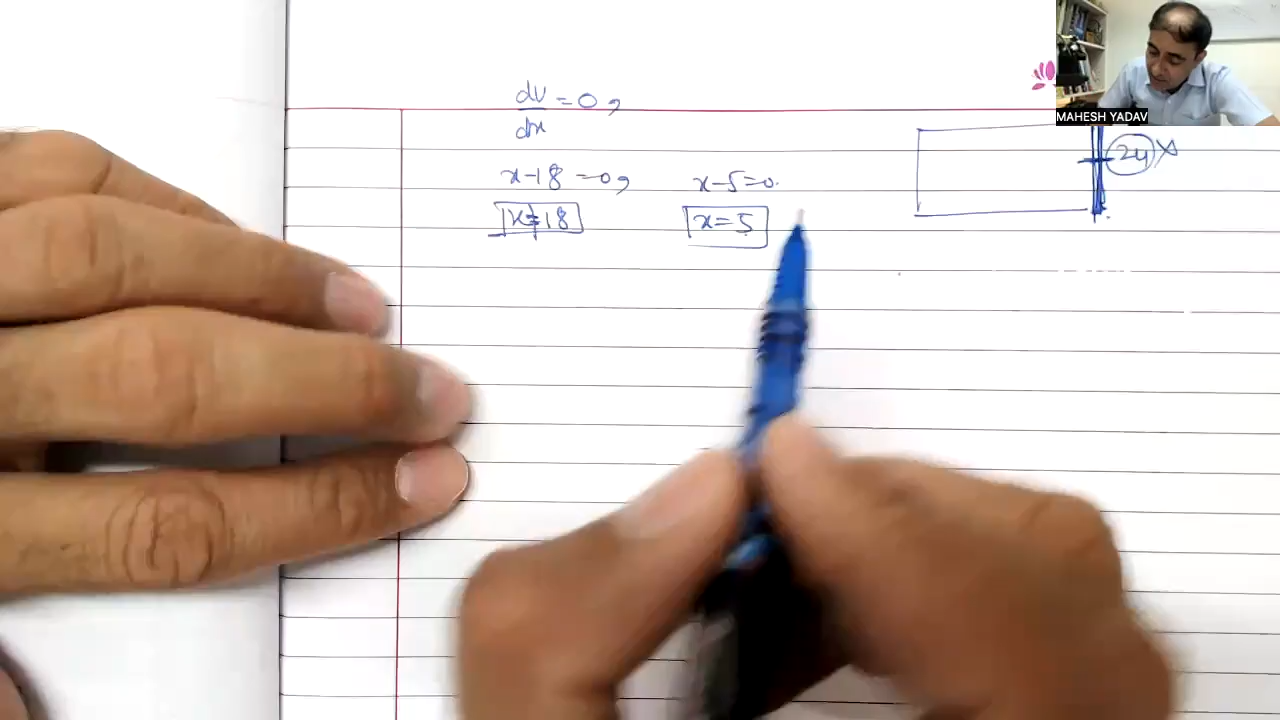 dv/dx = 0,
x-18 = 0, x-5=0.
x≠18 x=5
24 x
MAHESH YADAV